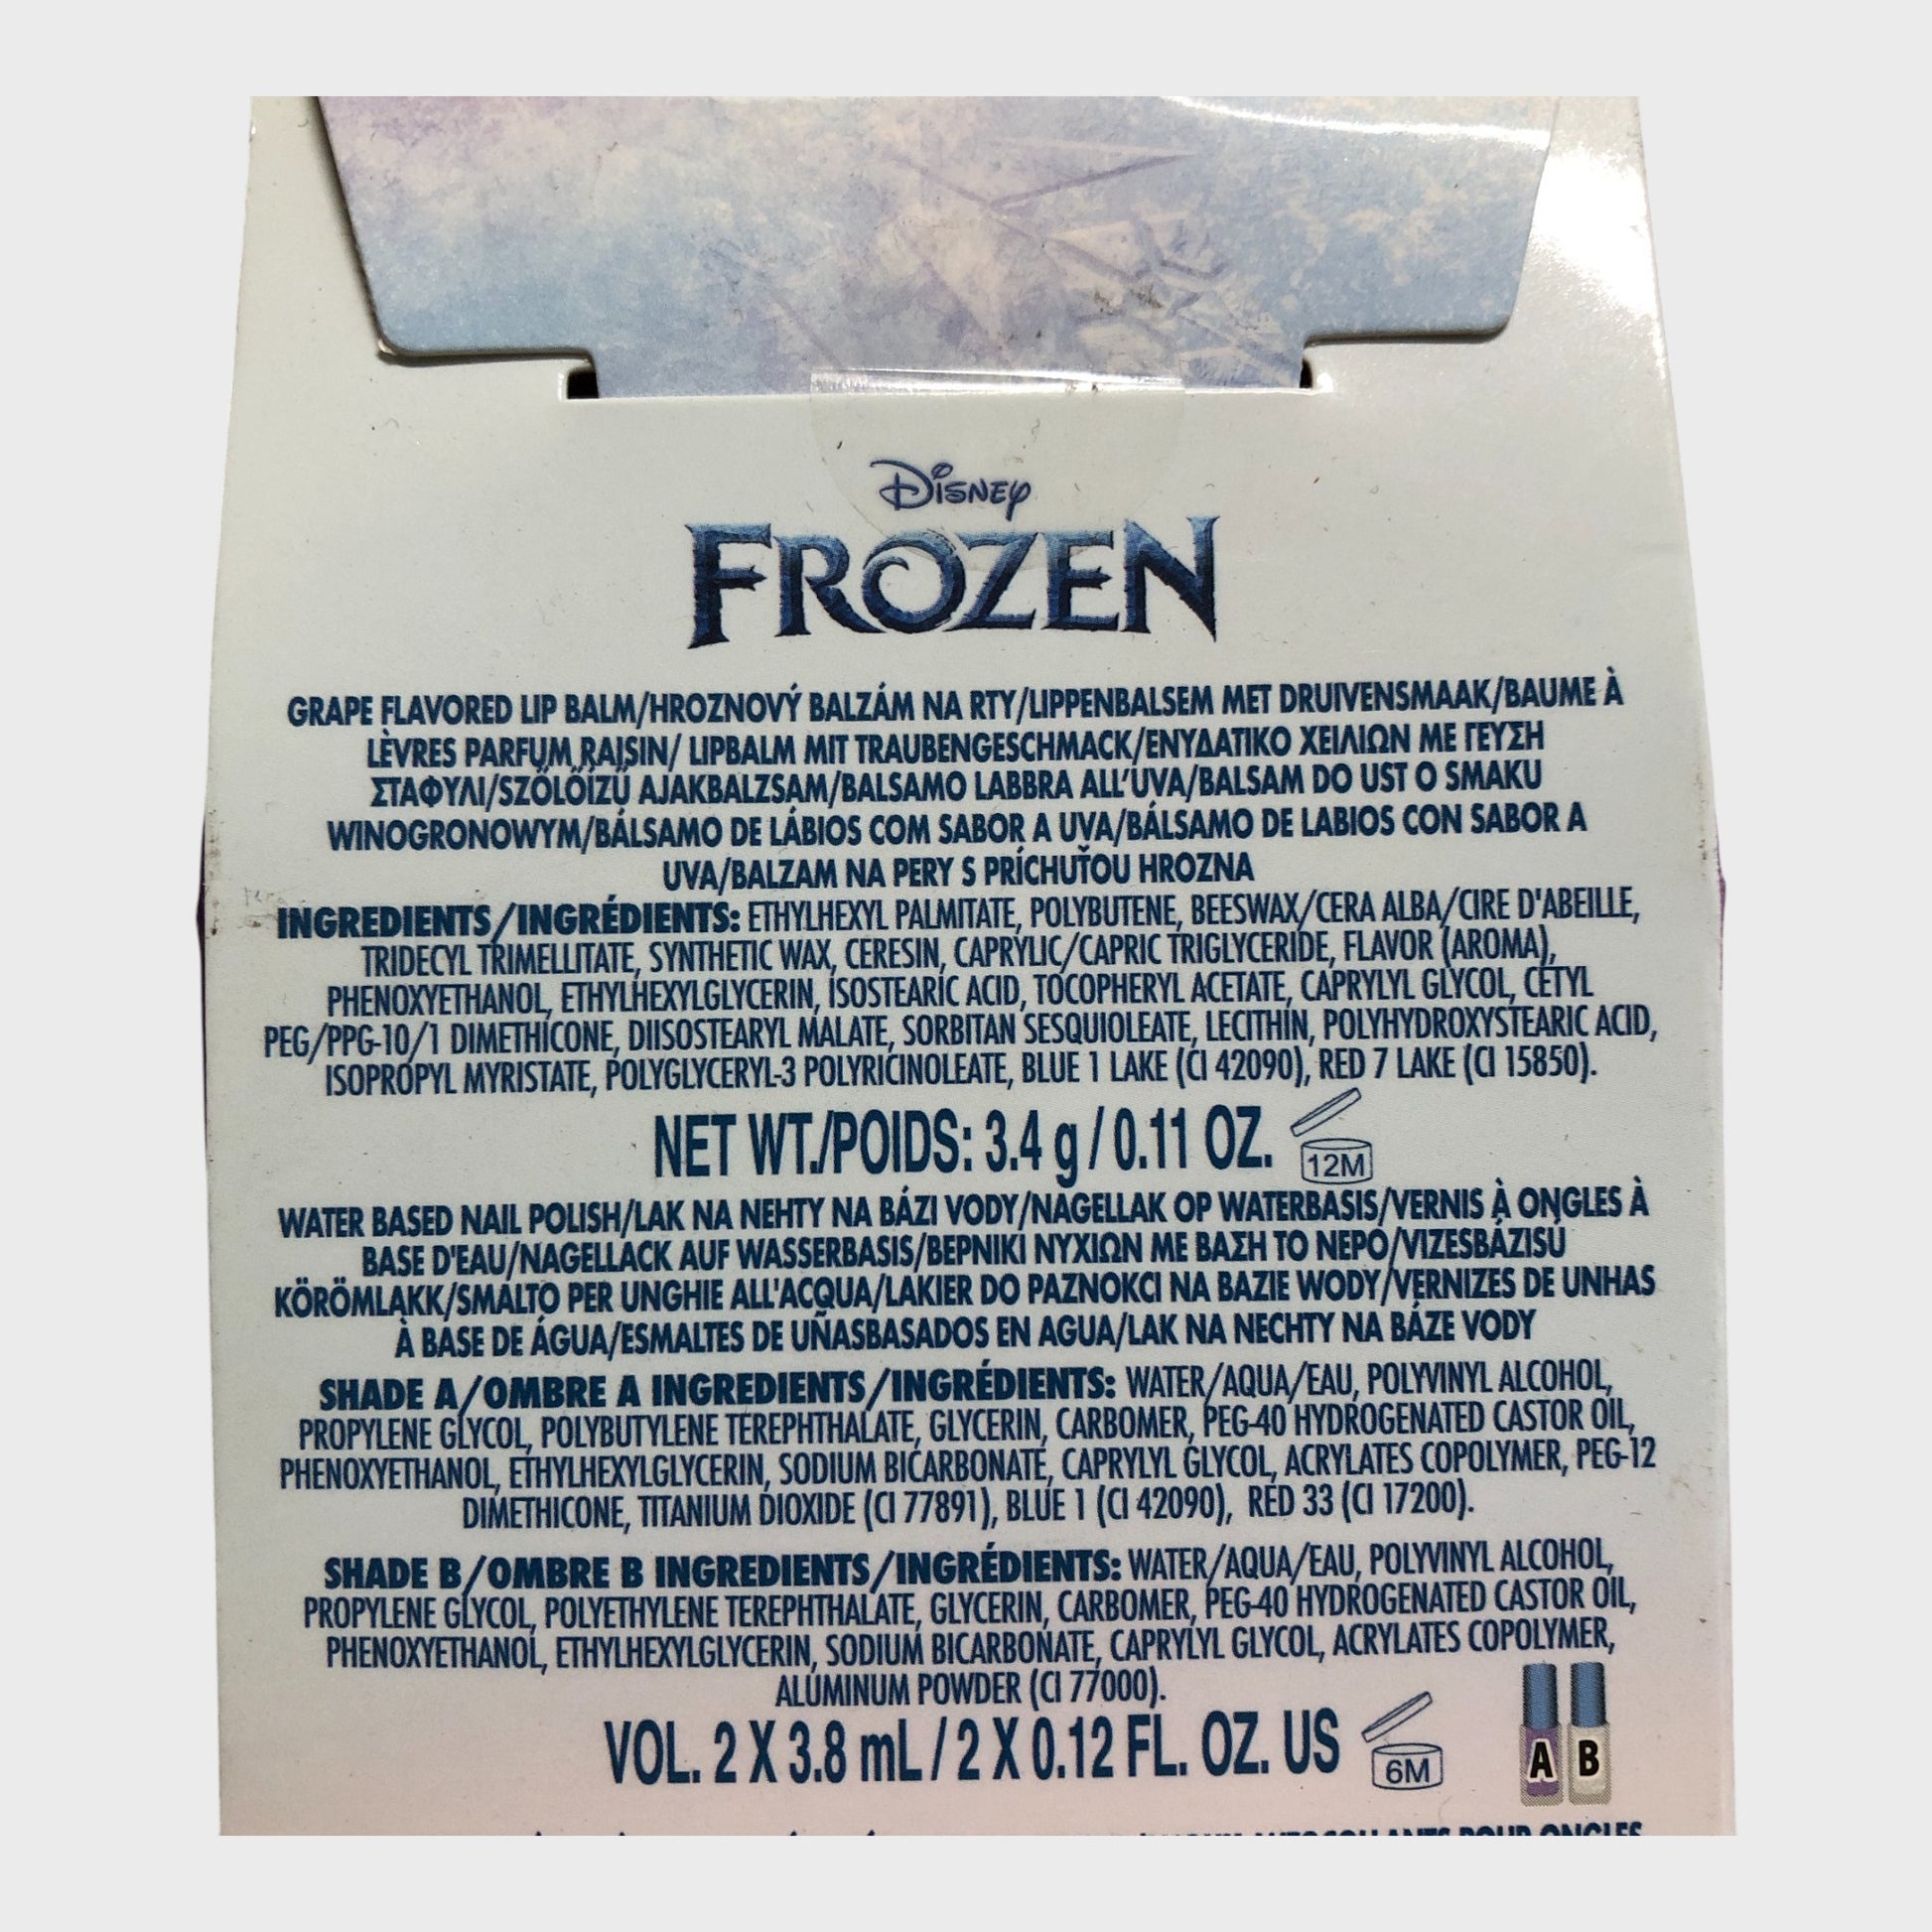 Disney
FROZEN
GRAPE FLAVORED LIP BALM/HROZNOVÝ BALZÁM NA RTY/LIPPENBALSEM MET DRUIVENSMAAK/BAUME À
LÈVRES PARFUM RAISIN/ LIPBALM MIT TRAUBENGESCHMACK/ΕΝΥΔΑΤΙΚΟ ΧΕΙΛΙΩΝ ΜΕ ΓΕΥΣΗ
ΣΤΑΦΥΛΙ/SZŐLŐÍZŰ AJAKBALZSAM/BALSAMO LABBRA ALL'UVA/BALSAM DO UST O SMAKU
WINOGRONOWYM/BÁLSAMO DE LÁBIOS COM SABOR A UVA/BÁLSAMO DE LABIOS CON SABOR A
UVA/BALZAM NA PERY S PRÍCHUŤOU HROZNA
INGREDIENTS/INGRÉDIENTS: ETHYLHEXYL PALMITATE, POLYBUTENE, BEESWAX/CERA ALBA/CIRE D'ABEILLE,
TRIDECYL TRIMELLITATE, SYNTHETIC WAX, CERESIN, CAPRYLIC/CAPRIC TRIGLYCERIDE, FLAVOR (AROMA),
PHENOXYETHANOL, ETHYLHEXYLGLYCERIN, ISOSTEARIC ACID, TOCOPHERYL ACETATE, CAPRYLYL GLYCOL, CETYL
PEG/PPG-10/1 DIMETHICONE, DIISOSTEARYL MALATE, SORBITAN SESQUIOLEATE, LECITHIN, POLYHYDROXYSTEARIC ACID,
ISOPROPYL MYRISTATE, POLYGLYCERYL-3 POLYRICINOLEATE, BLUE 1 LAKE (CI 42090), RED 7 LAKE (CI 15850).
NET WT./POIDS: 3.4 g / 0.11 OZ. 12M
WATER BASED NAIL POLISH/LAK NA NEHTY NA BÁZI VODY/NAGELLAK OP WATERBASIS/VERNIS À ONGLES À
BASE D'EAU/NAGELLACK AUF WASSERBASIS/ΒΕΡΝΙΚΙ ΝΥΧΙΩΝ ΜΕ ΒΑΣΗ ΤΟ ΝΕΡΟ/VIZESBÁZISÚ
KÖRÖMLAKK/SMALTO PER UNGHIE ALL'ACQUA/LAKIER DO PAZNOKCI NA BAZIE WODY/VERNIZES DE UNHAS
À BASE DE ÁGUA/ESMALTES DE UÑASBASADOS EN AGUA/LAK NA NECHTY NA BÁZE VODY
SHADE A/OMBRE A INGREDIENTS/INGRÉDIENTS: WATER/AQUA/EAU, POLYVINYL ALCOHOL,
PROPYLENE GLYCOL, POLYBUTYLENE TEREPHTHALATE, GLYCERIN, CARBOMER, PEG-40 HYDROGENATED CASTOR OIL,
PHENOXYETHANOL, ETHYLHEXYLGLYCERIN, SODIUM BICARBONATE, CAPRYLYL GLYCOL, ACRYLATES COPOLYMER, PEG-12
DIMETHICONE, TITANIUM DIOXIDE (CI 77891), BLUE 1 (CI 42090), RED 33 (CI 17200).
SHADE B/OMBRE B INGREDIENTS/INGRÉDIENTS: WATER/AQUA/EAU, POLYVINYL ALCOHOL,
PROPYLENE GLYCOL, POLYETHYLENE TEREPHTHALATE, GLYCERIN, CARBOMER, PEG-40 HYDROGENATED CASTOR OIL,
PHENOXYETHANOL, ETHYLHEXYLGLYCERIN, SODIUM BICARBONATE, CAPRYLYL GLYCOL, ACRYLATES COPOLYMER,
ALUMINUM POWDER (CI 77000).
VOL. 2 X 3.8 mL / 2 X 0.12 FL. OZ. US 6M A B
POUR ONGLES